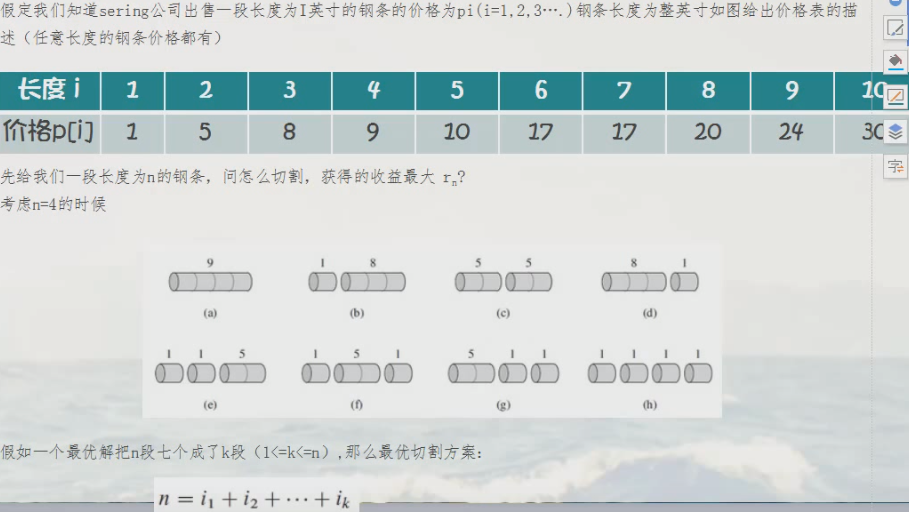 假定我们知道sering公司出售一段长度为I英寸的钢条的价格为pi(i=1,2,3….)钢条长度为整英寸如图给出价格表的描
述（任意长度的钢条价格都有）
长度 i 1 2 3 4 5 6 7 8 9 10
价格p[i] 1 5 8 9 10 17 17 20 24 30
先给我们一段长度为n的钢条，问怎么切割，获得的收益最大 rn?
考虑n=4的时候
9 1 8 5 5 8 1
(a) (b) (c) (d)
1 1 5 1 5 1 5 1 1 1 1 1 1
(e) (f) (g) (h)
假如一个最优解把n段七个成了k段（1<=k<=n）,那么最优切割方案:
n = i1 + i2 + ··· + ik
字